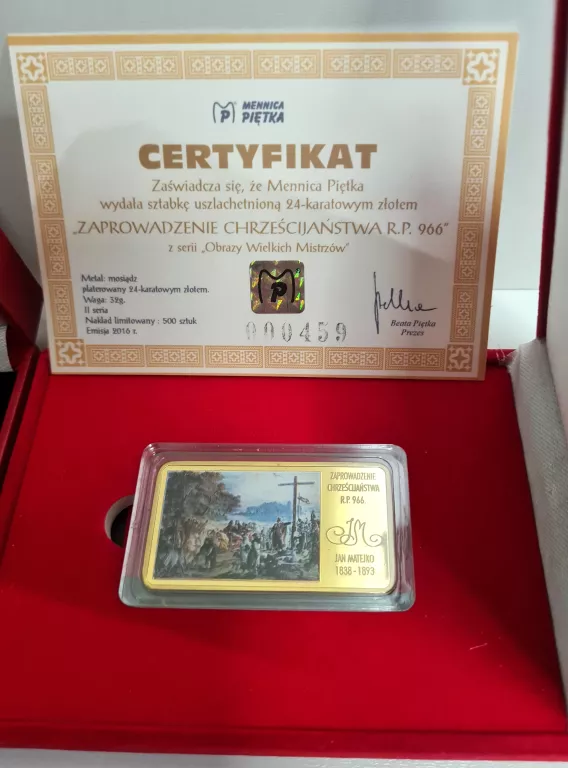 MENNICA
PIĘTKA
CERTYFIKAT
Zaświadcza się, że Mennica Piętka
wydała sztabkę uszlachetnioną 24-karatowym złotem
„ZAPROWADZENIE CHRZEŚCIJAŃSTWA R.P. 966"
z serii „Obrazy Wielkich Mistrzów"
Metal: mosiądz
platerowany 24-karatowym złotem.
Waga: 32g.
II seria
Nakład limitowany : 500 sztuk
Emisja 2016 r.
000459
Beata Piętka
Prezes
ZAPROWADZENIE
CHRZEŚCIJAŃSTWA
R.P. 966
JM
JAN MATEJKO
1838-1893